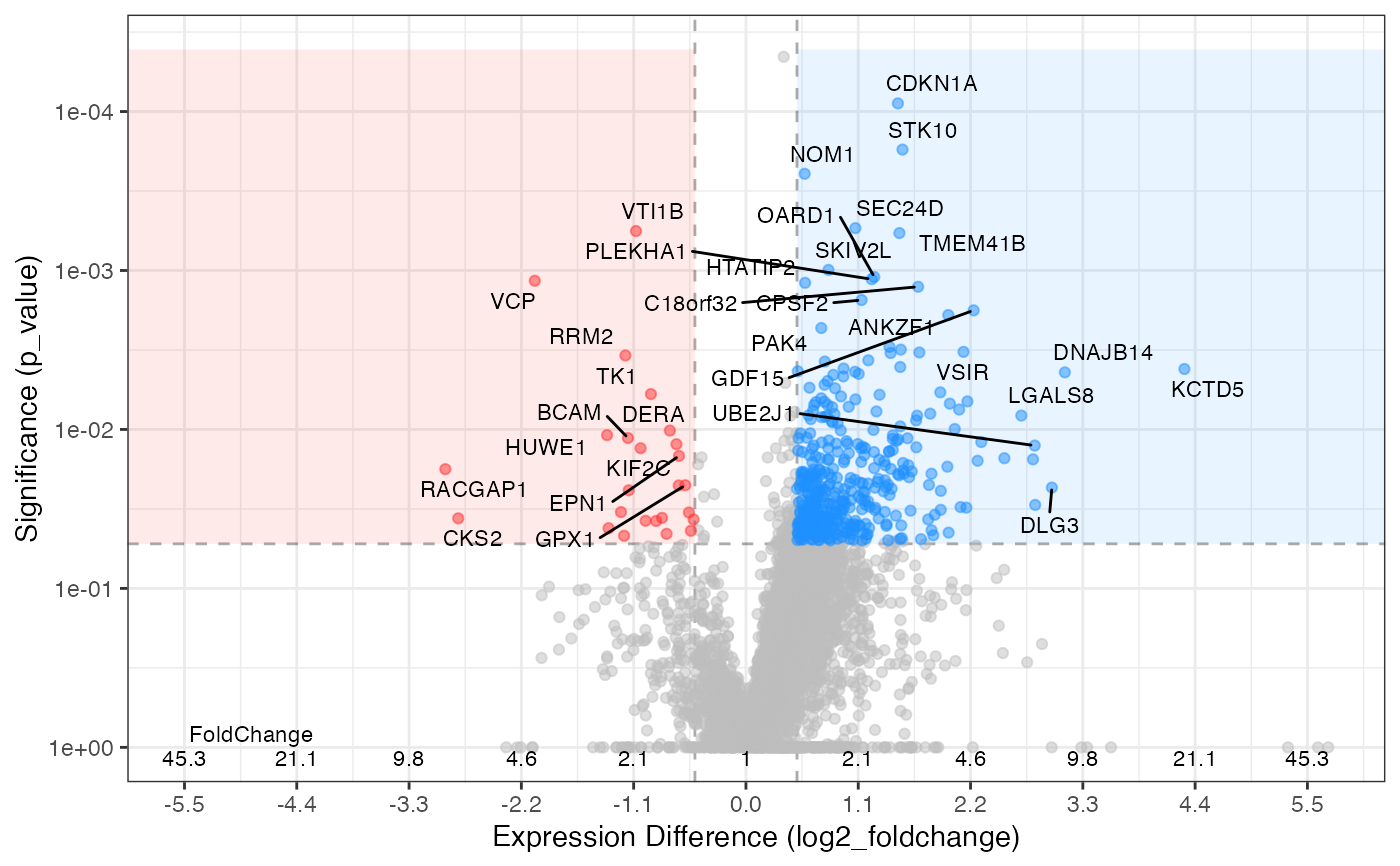 CDKN1A
1e-04
STK10
NOM1
VTI1B
OARD1
SEC24D
PLEKHA1
SKIV2L
TMEM41B
1e-03
HTATIP2
VCP
C18orf32
CPSF2
RRM2
PAK4
ANKZF1
DNAJB14
TK1
GDF15
VSIR
KCTD5
BCAM
DERA
UBE2J1
LGALS8
1e-02
HUWE1
KIF2C
RACGAP1
EPN1
CKS2
GPX1
DLG3
1e-01
FoldChange
1e+00
45.3 21.1 9.8 4.6 2.1 1 2.1 4.6 9.8 21.1 45.3
-5.5 -4.4 -3.3 -2.2 -1.1 0.0 1.1 2.2 3.3 4.4 5.5
Expression Difference (log2_foldchange)
Significance (p_value)